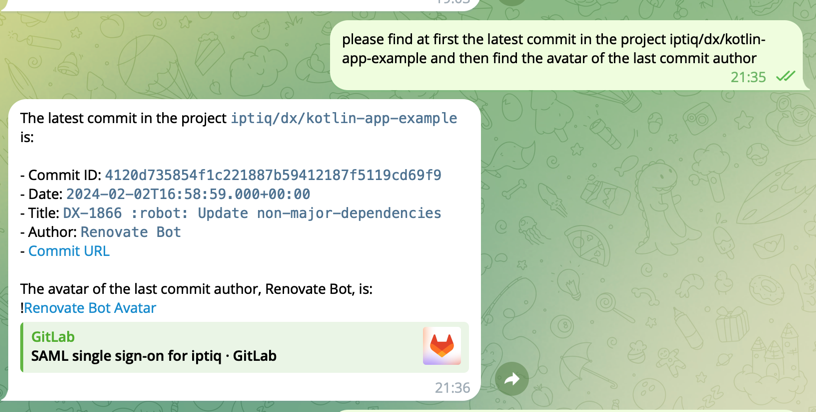 please find at first the latest commit in the project iptiq/dx/kotlin-
app-example and then find the avatar of the last commit author
21:35
The latest commit in the project iptiq/dx/kotlin-app-example
is:
- Commit ID: 4120d735854f1c221887b59412187f5119cd69f9
- Date: 2024-02-02T16:58:59.000+00:00
- Title: DX-1866 :robot: Update non-major-dependencies
- Author: Renovate Bot
- Commit URL
The avatar of the last commit author, Renovate Bot, is:
!Renovate Bot Avatar
GitLab
SAML single sign-on for iptiq · GitLab
21:36